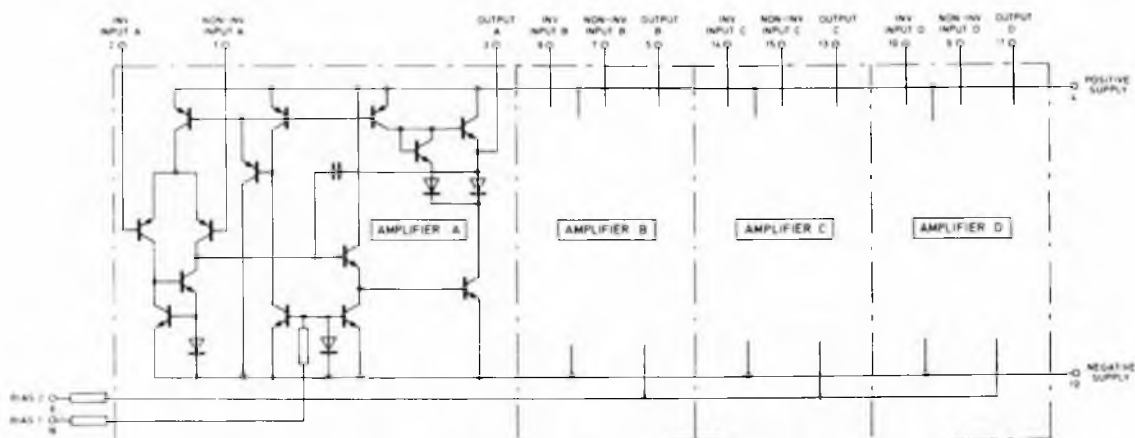 INV INPUT A
2
NON-INV INPUT A
1
OUTPUT A
3
INV INPUT B
6
NON-INV INPUT B
7
OUTPUT B
5
INV INPUT C
14
NON-INV INPUT C
15
OUTPUT C
13
INV INPUT D
10
NON-INV INPUT D
9
OUTPUT D
11
POSITIVE SUPPLY
4
AMPLIFIER A
AMPLIFIER B
AMPLIFIER C
AMPLIFIER D
NEGATIVE SUPPLY
12
BIAS 2
8
BIAS 1
16